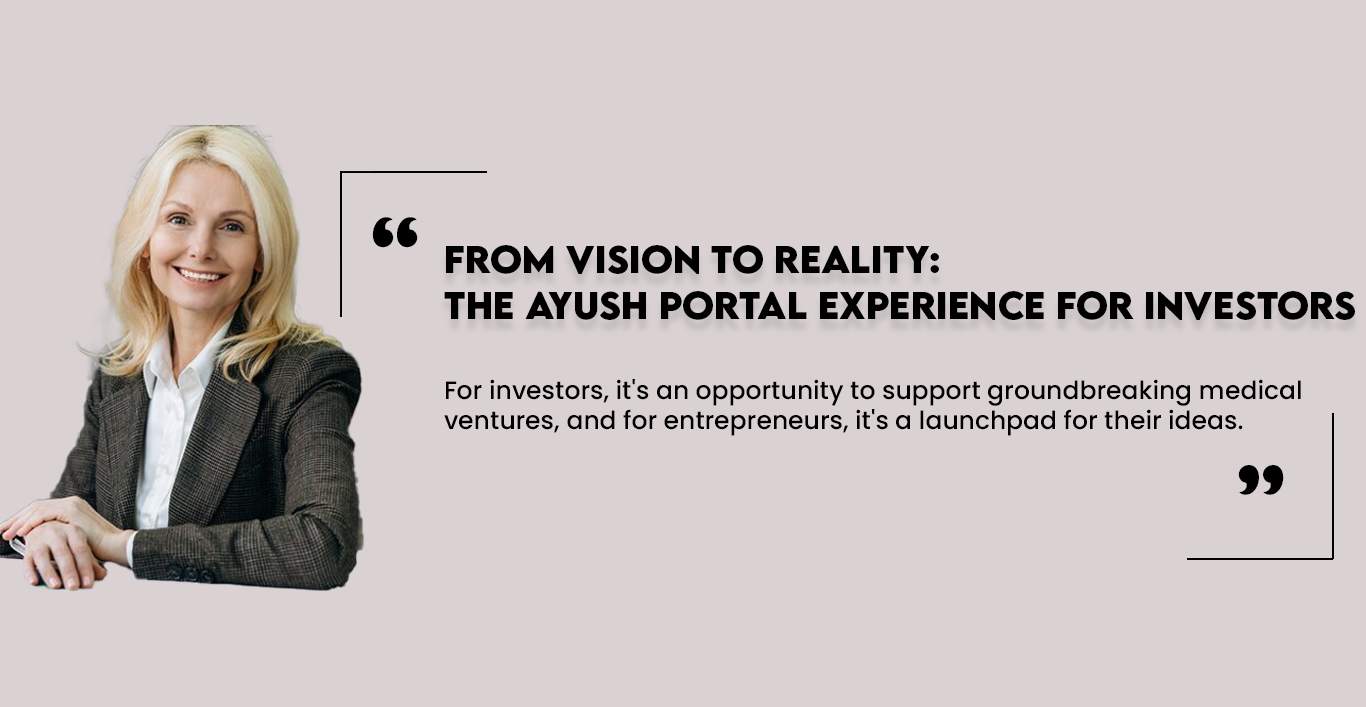 “
FROM VISION TO REALITY:
THE AYUSH PORTAL EXPERIENCE FOR INVESTORS
For investors, it's an opportunity to support groundbreaking medical
ventures, and for entrepreneurs, it's a launchpad for their ideas.
”